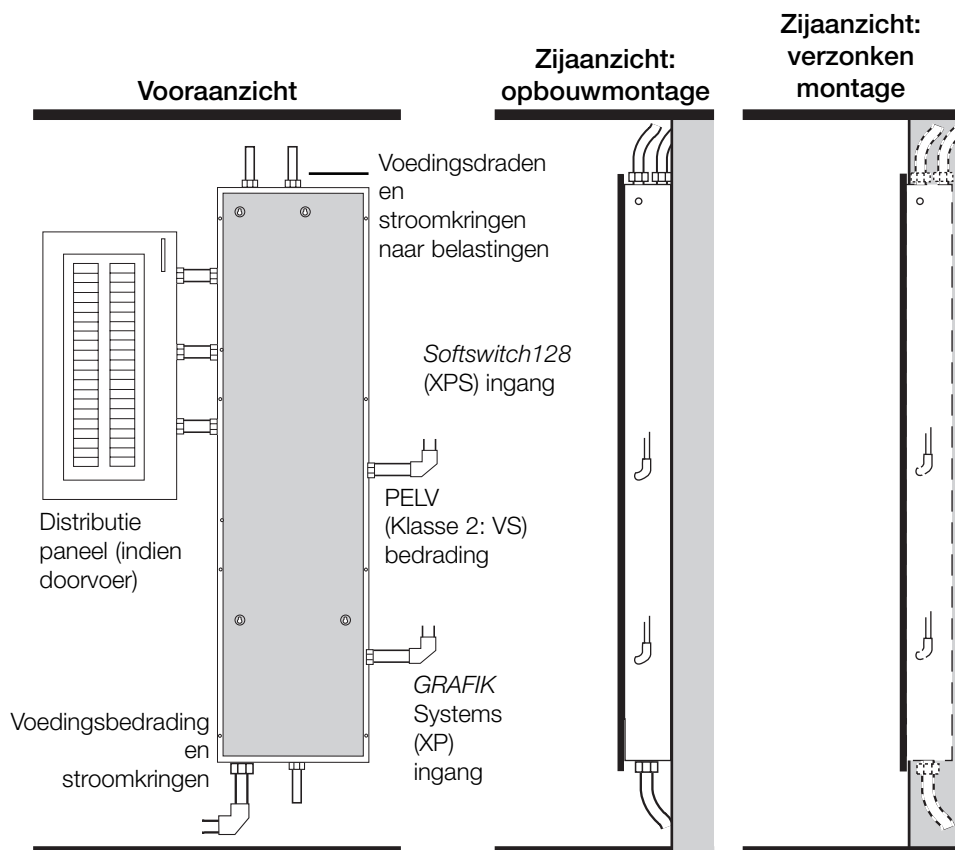 Vooraanzicht
Zijaanzicht:
opbouwmontage
Zijaanzicht:
verzonken
montage
Voedingsdraden
en
stroomkringen
naar belastingen
Softswitch128
(XPS) ingang
PELV
(Klasse 2: VS)
bedrading
Distributie
paneel (indien
doorvoer)
GRAFIK
Systems
(XP)
ingang
Voedingsbedrading
en
stroomkringen